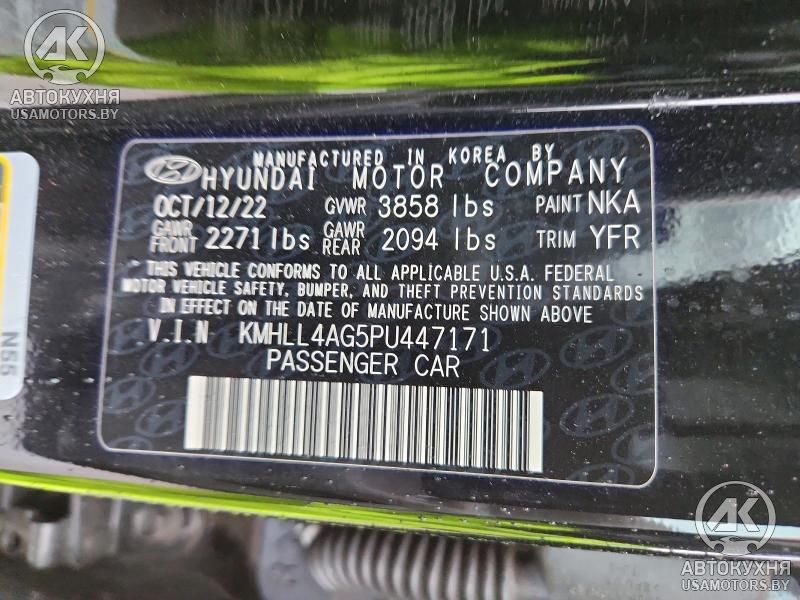 AK
АВТОКУХНЯ
USAMOTORS.BY
MANUFACTURED IN KOREA BY
HYUNDAI MOTOR COMPANY
OCT/12/22 GVWR 3858 lbs PAINT NKA
GAWR FRONT 2271 lbs GAWR REAR 2094 lbs TRIM YFR
THIS VEHICLE CONFORMS TO ALL APPLICABLE U.S.A. FEDERAL
MOTOR VEHICLE SAFETY, BUMPER, AND THEFT PREVENTION STANDARDS
IN EFFECT ON THE DATE OF MANUFACTURE SHOWN ABOVE
V.I.N KMHLL4AG5PU447171
PASSENGER CAR
N55
AK
АВТОКУХНЯ
USAMOTORS.BY